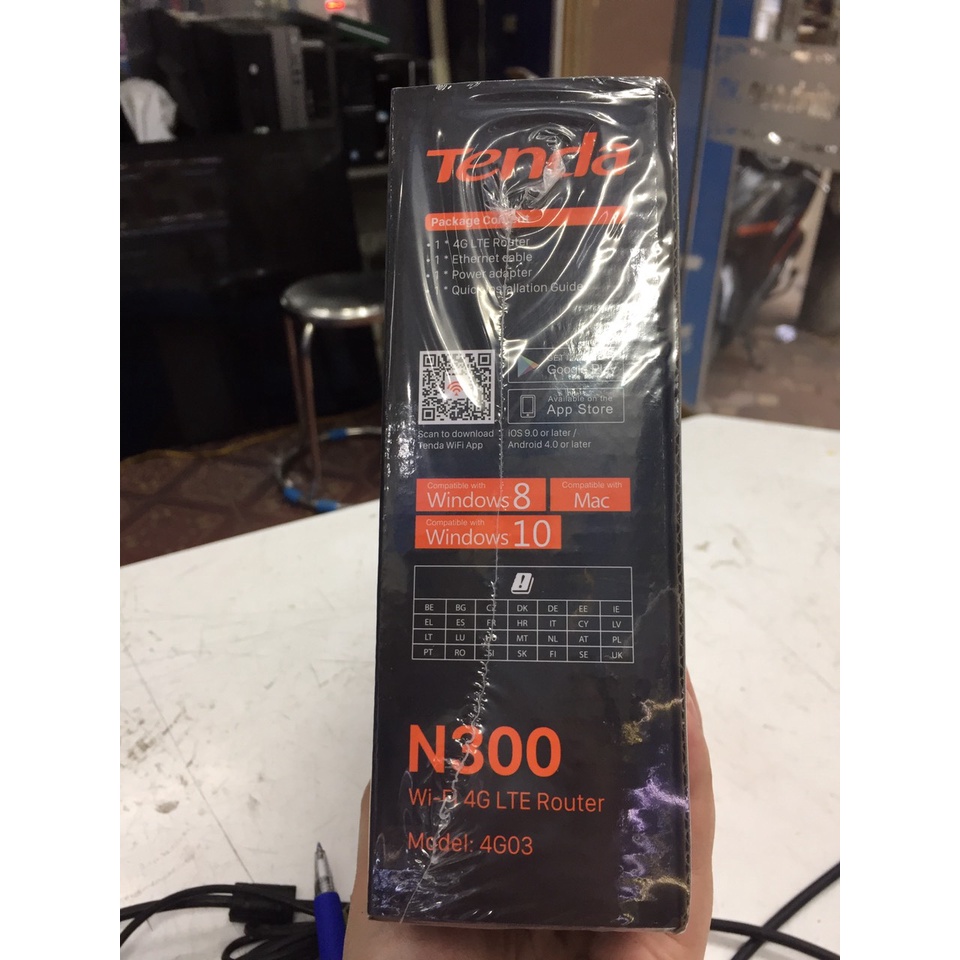 Tenda
Package Content
• 1 * 4G LTE Router
• 1 * Ethernet cable
• 1 * Power adapter
• 1 * Quick Installation Guide
Google Play
Available on the
App Store
Scan to download
Tenda WiFi App
iOS 9.0 or later /
Android 4.0 or later
Compatible with
Windows 8
Compatible with
Mac
Compatible with
Windows 10
!
BE BG CZ DK DE EE IE
EL ES FR HR IT CY LV
LT LU HU MT NL AT PL
PT RO SI SK FI SE UK
N300
Wi-Fi 4G LTE Router
Model: 4G03